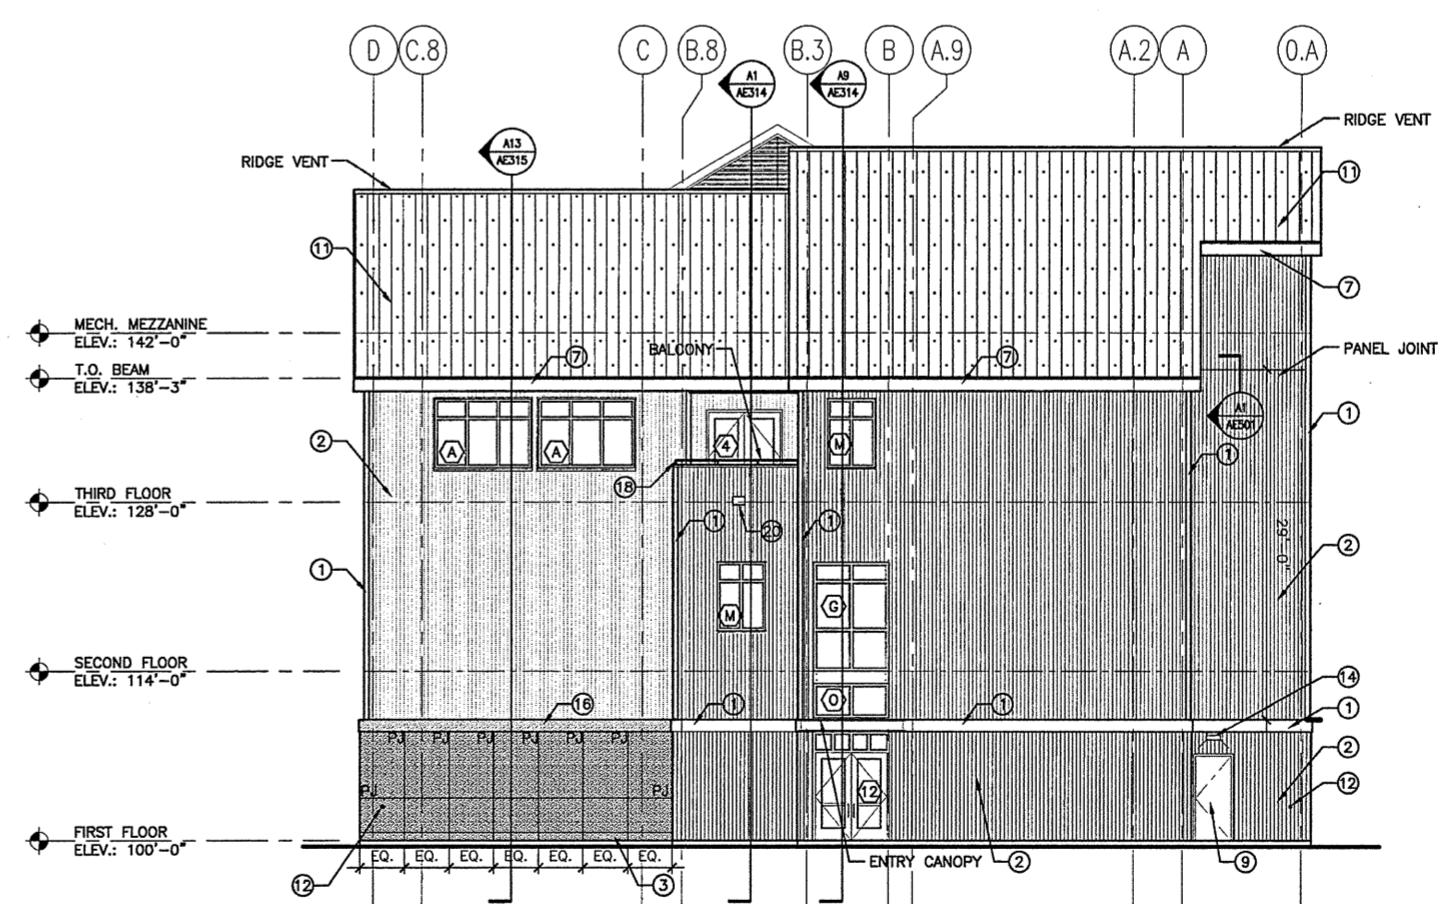 D
C.8
C
B.8
B.3
B
A.9
A.2
A
0.A
A1
AE314
A9
AE314
A13
AE315
RIDGE VENT
RIDGE VENT
11
11
7
MECH. MEZZANINE
ELEV.: 142'-0"
T.O. BEAM
ELEV.: 138'-3"
7
BALCONY
7
PANEL JOINT
A1
AE501
1
2
A
A
4
M
1
18
THIRD FLOOR
ELEV.: 128'-0"
1
20
1
29'-0"
2
1
M
G
SECOND FLOOR
ELEV.: 114'-0"
14
16
1
O
1
1
PJ
PJ
PJ
PJ
PJ
PJ
2
PJ
PJ
12
12
FIRST FLOOR
ELEV.: 100'-0"
EQ.
EQ.
EQ.
EQ.
EQ.
EQ.
EQ.
ENTRY CANOPY
2
9
12
3